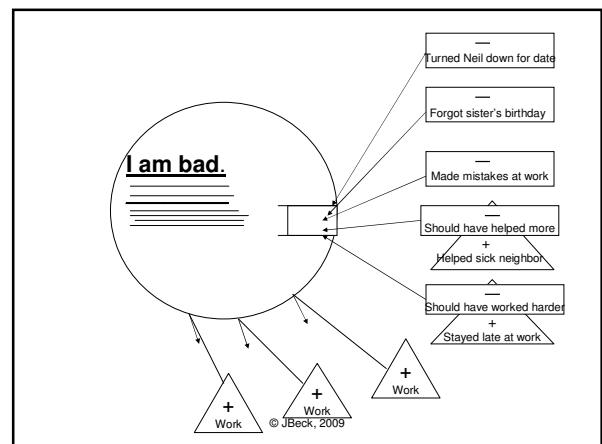 I am bad.
—
Turned Neil down for date
—
Forgot sister's birthday
—
Made mistakes at work
—
Should have helped more
+
Helped sick neighbor
—
Should have worked harder
+
Stayed late at work
+
Work
+
Work
+
Work
© JBeck, 2009